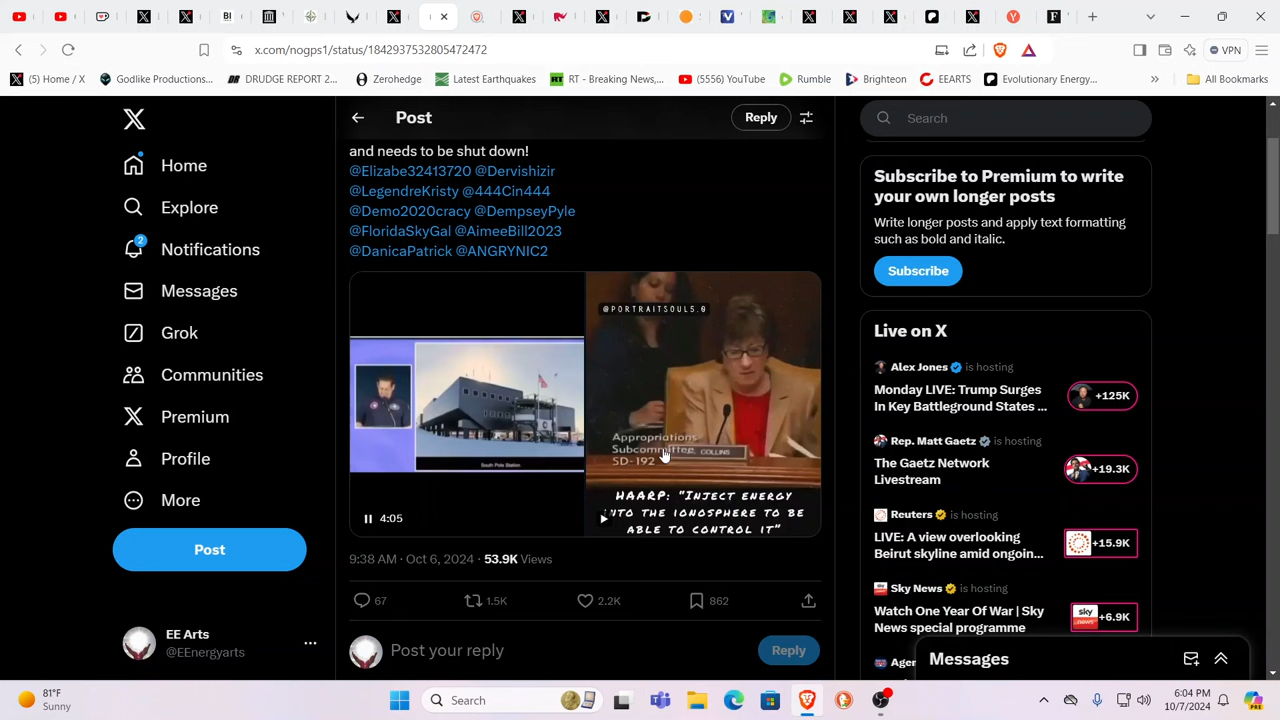 x.com/nogps1/status/1842937532805472472
VPN
(5) Home / X
Godlike Productions...
DRUDGE REPORT 2...
Zerohedge
Latest Earthquakes
RT - Breaking News,...
(5556) YouTube
Rumble
Brighteon
EEARTS
Evolutionary Energy...
All Bookmarks
Home
Explore
2
Notifications
Messages
Grok
Communities
Premium
Profile
More
Post
EE Arts
@EEnergyarts
Post
Reply
and needs to be shut down!
@Elizabe32413720 @Dervishizir
@LegendreKristy @444Cin444
@Demo2020cracy @DempseyPyle
@FloridaSkyGal @AimeeBill2023
@DanicaPatrick @ANGRYNIC2
South Pole Station
4:05
@PORTRAITSOUL5.0
Appropriations
Subcommittee
SD-192
COLLINS
HAARP: "INJECT ENERGY
INTO THE IONOSPHERE TO BE
ABLE TO CONTROL IT"
9:38 AM · Oct 6, 2024 · 53.9K Views
67
1.5K
2.2K
862
Post your reply
Reply
Search
Subscribe to Premium to write
your own longer posts
Write longer posts and apply text formatting
such as bold and italic.
Subscribe
Live on X
Alex Jones is hosting
Monday LIVE: Trump Surges
In Key Battleground States ...
+125K
Rep. Matt Gaetz is hosting
The Gaetz Network
Livestream
+19.3K
Reuters is hosting
LIVE: A view overlooking
Beirut skyline amid ongoin...
+15.9K
Sky News is hosting
Watch One Year Of War | Sky
News special programme
+6.9K
Messages
81°F
Sunny
Search
6:04 PM
10/7/2024